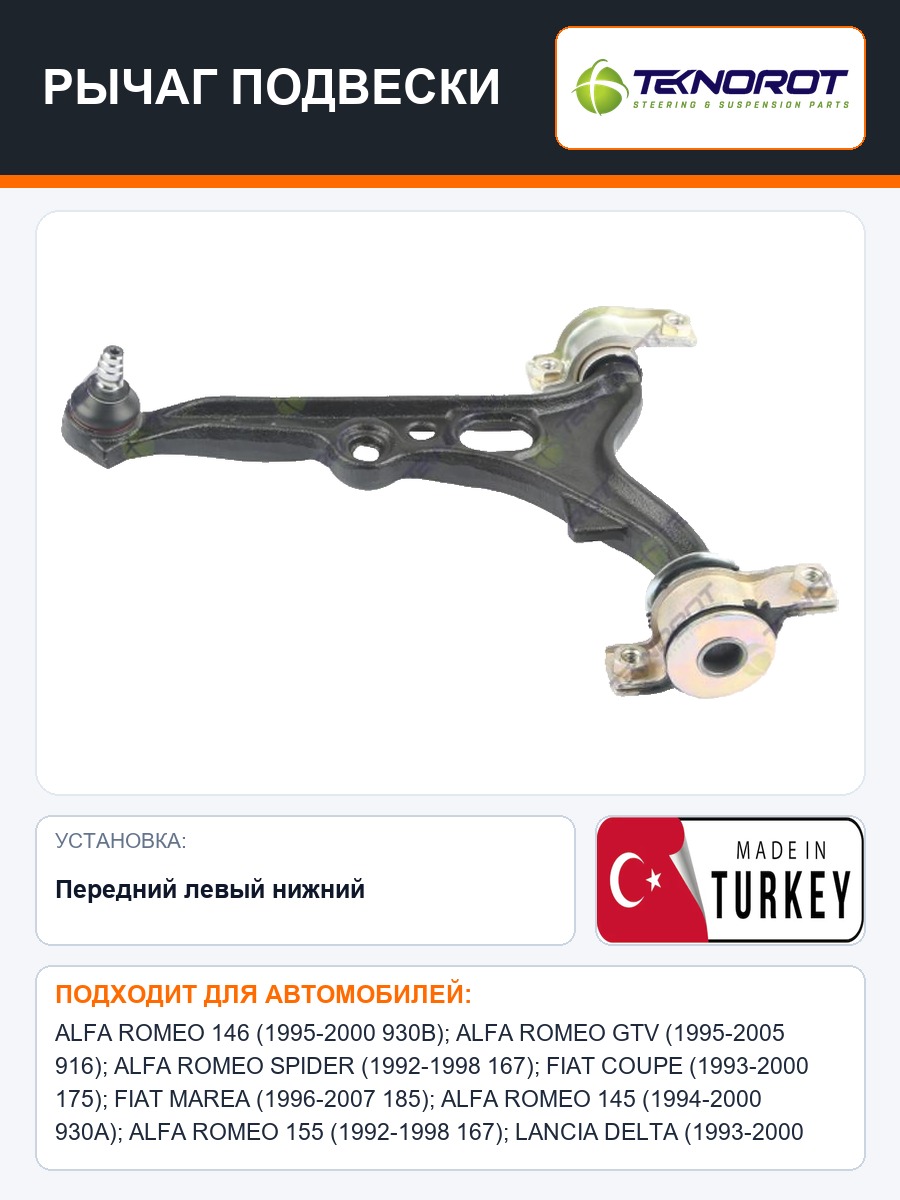 РЫЧАГ ПОДВЕСКИ
TEKNOROT
STEERING & SUSPENSION PARTS
УСТАНОВКА:
Передний левый нижний
MADE IN
TURKEY
ПОДХОДИТ ДЛЯ АВТОМОБИЛЕЙ:
ALFA ROMEO 146 (1995-2000 930B); ALFA ROMEO GTV (1995-2005
916); ALFA ROMEO SPIDER (1992-1998 167); FIAT COUPE (1993-2000
175); FIAT MAREA (1996-2007 185); ALFA ROMEO 145 (1994-2000
930A); ALFA ROMEO 155 (1992-1998 167); LANCIA DELTA (1993-2000